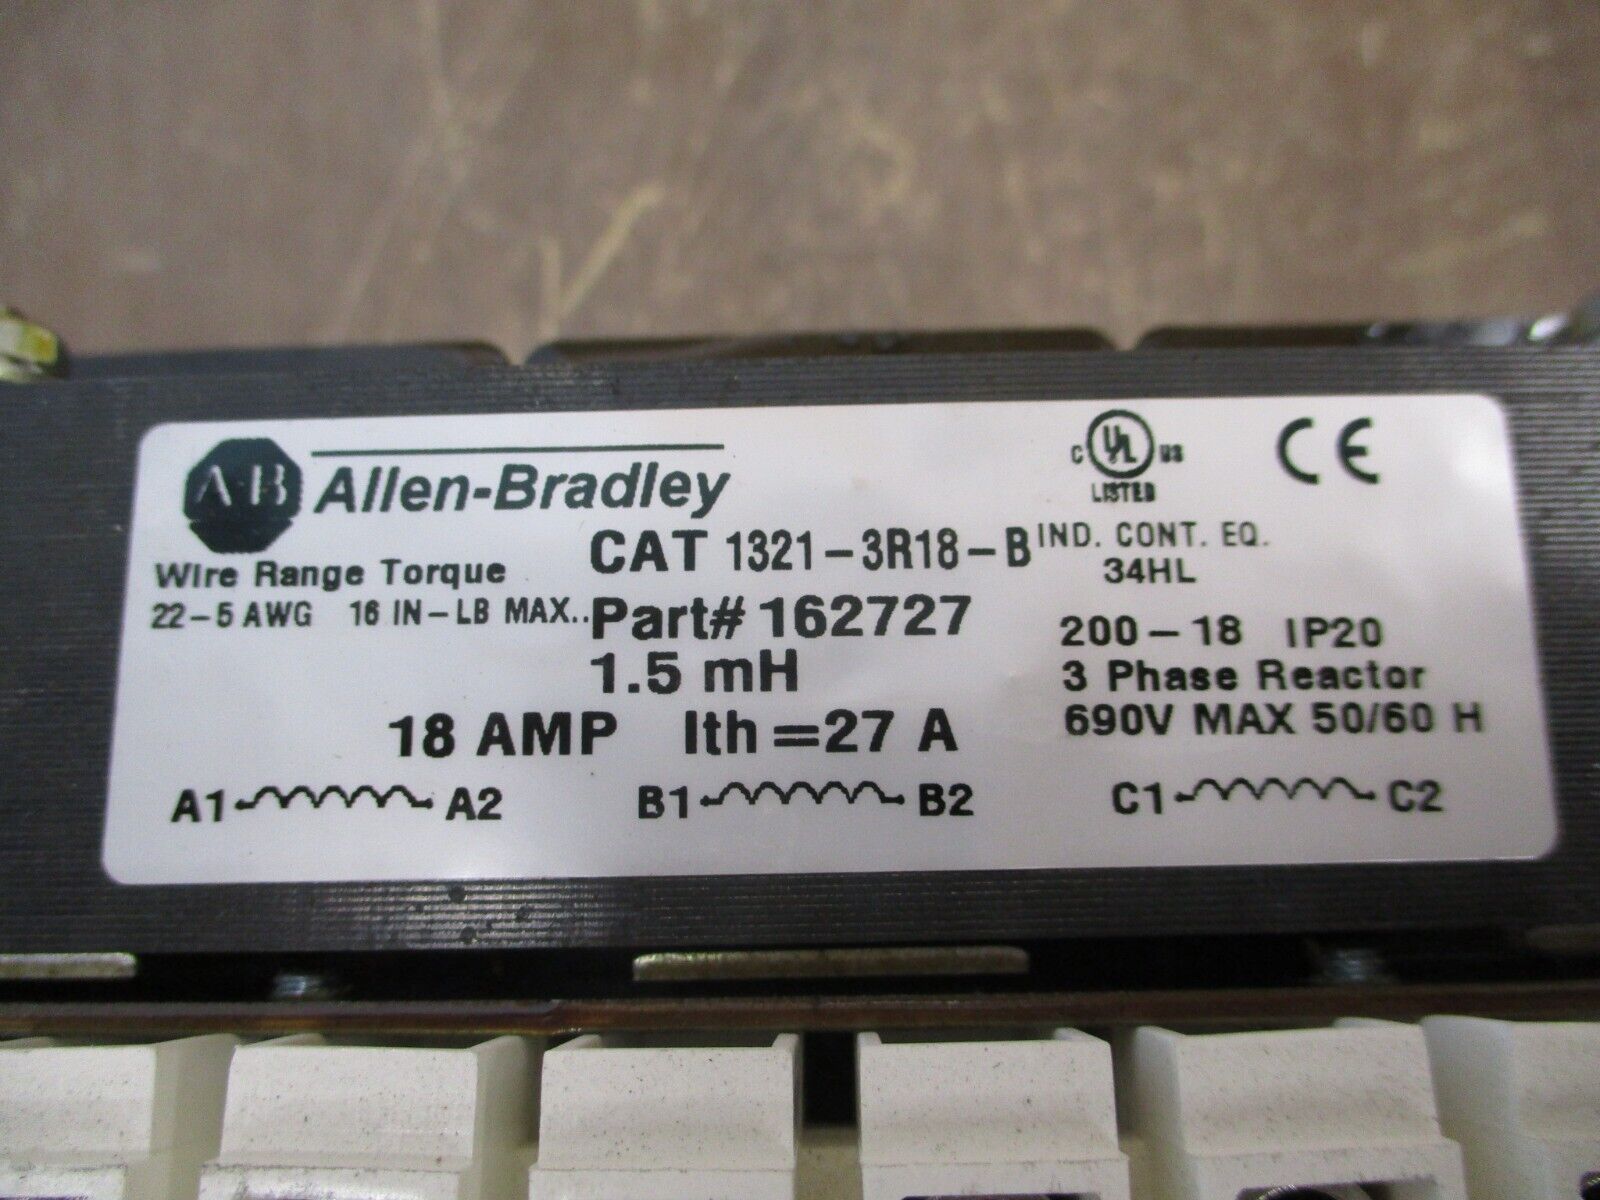 A-B Allen-Bradley
C UL US
LISTED
CE
CAT 1321-3R18-B IND. CONT. EQ.
34HL
Wire Range Torque
22-5 AWG 16 IN-LB MAX..
Part# 162727
1.5 mH
200-18 IP20
3 Phase Reactor
690V MAX 50/60 H
18 AMP Ith=27 A
A1 A2 B1 B2 C1 C2